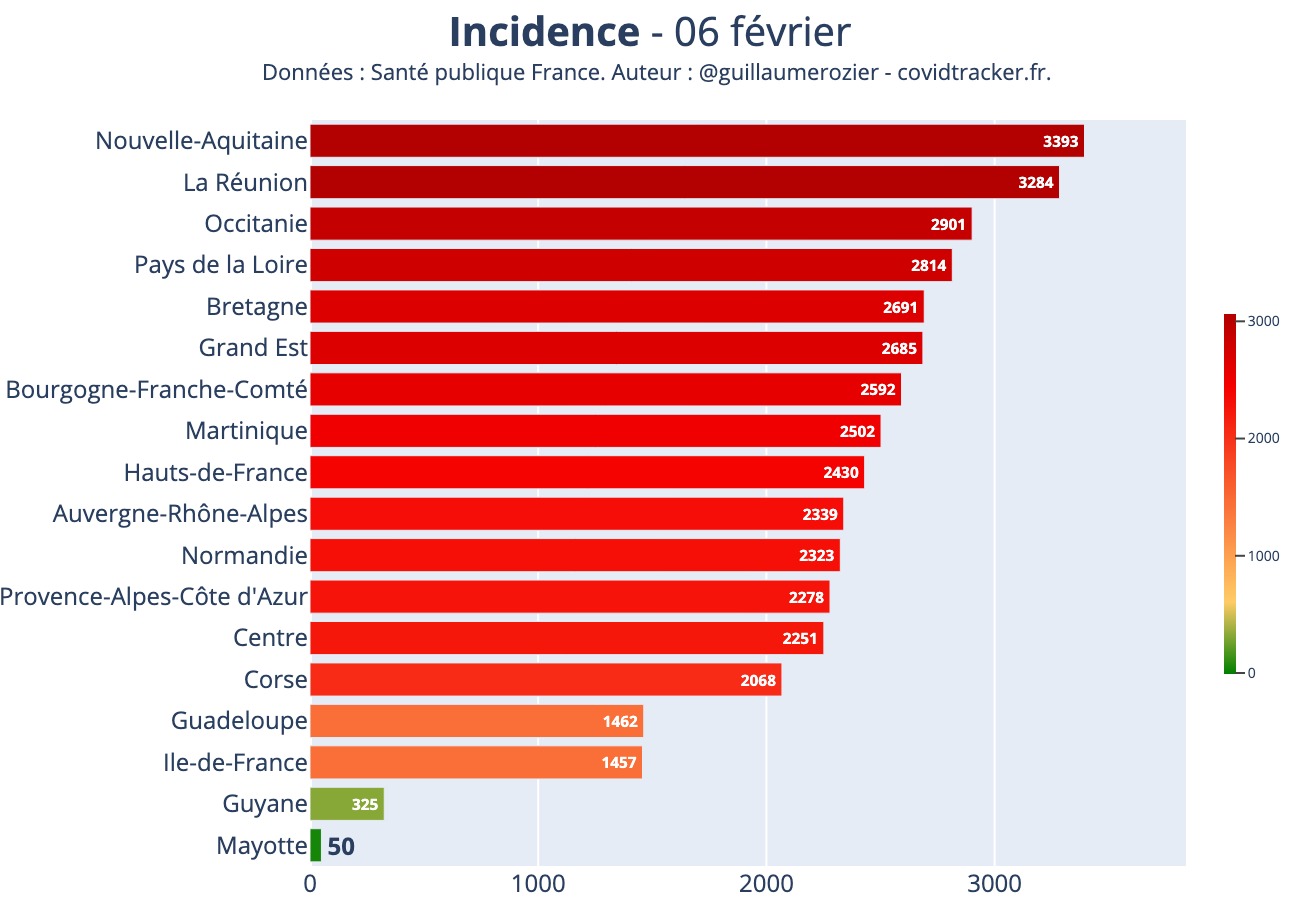 Incidence - 06 février
Données : Santé publique France. Auteur : @guillaumerozier - covidtracker.fr.
Nouvelle-Aquitaine 3393
La Réunion 3284
Occitanie 2901
Pays de la Loire 2814
Bretagne 2691
Grand Est 2685
Bourgogne-Franche-Comté 2592
Martinique 2502
Hauts-de-France 2430
Auvergne-Rhône-Alpes 2339
Normandie 2323
Provence-Alpes-Côte d'Azur 2278
Centre 2251
Corse 2068
Guadeloupe 1462
Ile-de-France 1457
Guyane 325
Mayotte 50
0 1000 2000 3000
3000
2000
1000
0